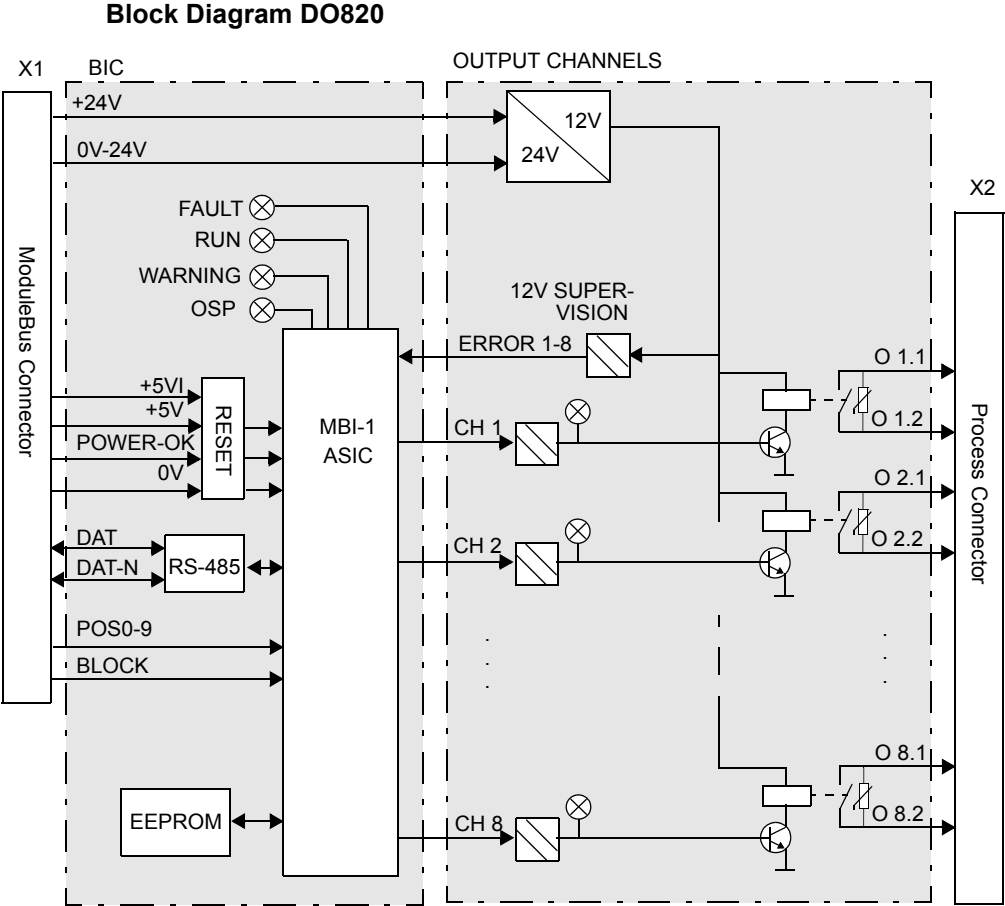 Block Diagram DO820
X1
BIC
OUTPUT CHANNELS
+24V
0V-24V
12V
24V
X2
FAULT
RUN
WARNING
OSP
12V SUPER-
VISION
ERROR 1-8
ModuleBus Connector
+5VI
+5V
POWER-OK
0V
RESET
MBI-1
ASIC
CH 1
O 1.1
O 1.2
Process Connector
O 2.1
O 2.2
CH 2
DAT
DAT-N
RS-485
POS0-9
BLOCK
O 8.1
O 8.2
EEPROM
CH 8